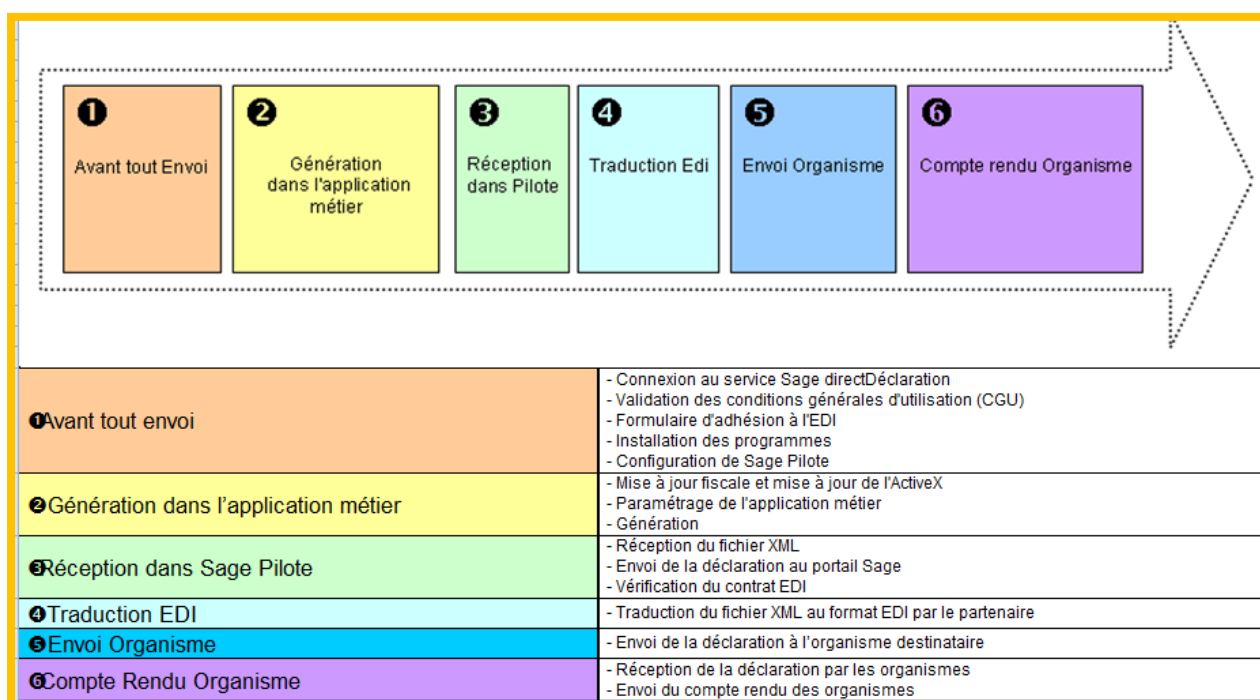 ❶
Avant tout Envoi
❷
Génération
dans l'application
métier
❸
Réception
dans Pilote
❹
Traduction Edi
❺
Envoi Organisme
❻
Compte rendu Organisme
❶Avant tout envoi
- Connexion au service Sage directDéclaration
- Validation des conditions générales d'utilisation (CGU)
- Formulaire d'adhésion à l'EDI
- Installation des programmes
- Configuration de Sage Pilote
❷Génération dans l’application métier
- Mise à jour fiscale et mise à jour de l'ActiveX
- Paramétrage de l'application métier
- Génération
❸Réception dans Sage Pilote
- Réception du fichier XML
- Envoi de la déclaration au portail Sage
- Vérification du contrat EDI
❹Traduction EDI
- Traduction du fichier XML au format EDI par le partenaire
❺Envoi Organisme
- Envoi de la déclaration à l’organisme destinataire
❻Compte Rendu Organisme
- Réception de la déclaration par les organismes
- Envoi du compte rendu des organismes